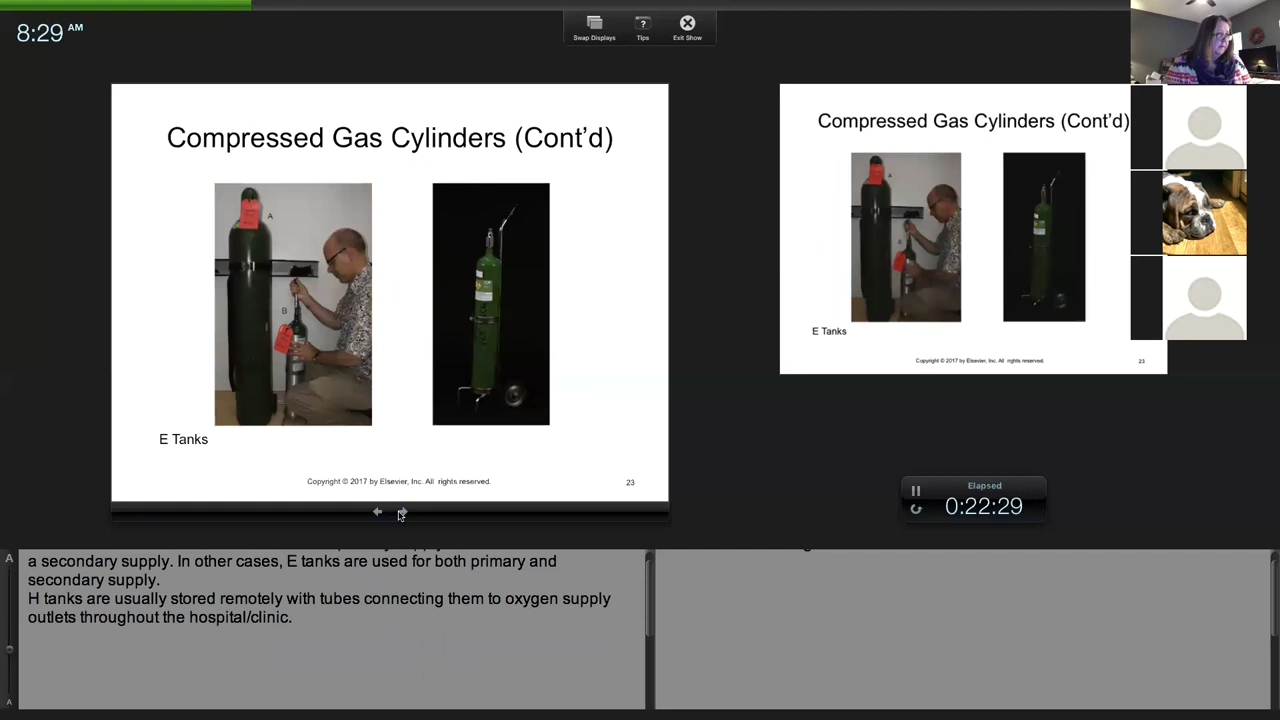 8:29 AM
Swap Displays
Tips
Exit Show
Compressed Gas Cylinders (Cont’d)
A
B
E Tanks
Copyright © 2017 by Elsevier, Inc. All rights reserved.
23
Compressed Gas Cylinders (Cont’d)
A
E Tanks
Copyright © 2017 by Elsevier, Inc. All rights reserved.
23
Elapsed
0:22:29
A
a secondary supply. In other cases, E tanks are used for both primary and
secondary supply.
H tanks are usually stored remotely with tubes connecting them to oxygen supply
outlets throughout the hospital/clinic.
A